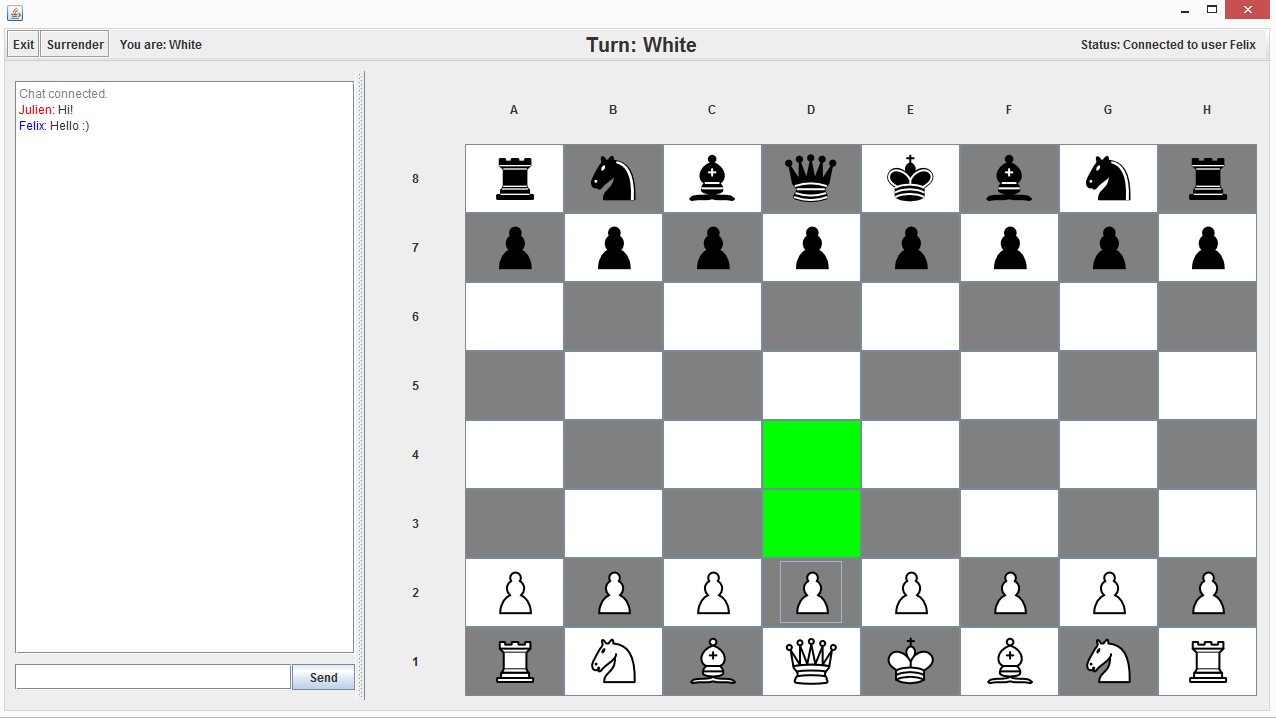 Exit Surrender You are: White Turn: White Status: Connected to user Felix
Chat connected.
Julien: Hi!
Felix: Hello :)
Send
A B C D E F G H
8
7
6
5
4
3
2
1